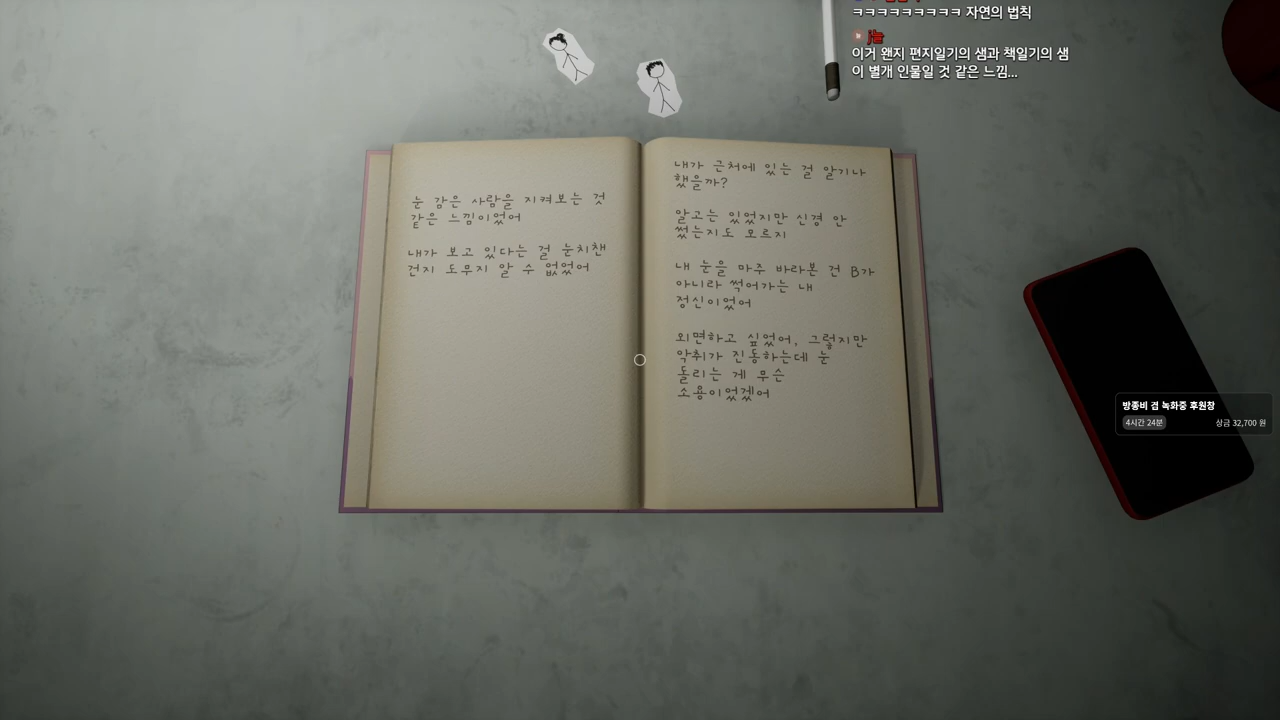 ㅋㅋㅋㅋㅋㅋㅋㅋㅋ 자연의 법칙
이거 왠지 편지일기의 샘과 책일기의 샘
이 별개 인물일 것 같은 느낌...
눈 감은 사람을 지켜보는 것
같은 느낌이었어
내가 보고 있다는 걸 눈치챈
건지 도무지 알 수 없었어
내가 근처에 있는 걸 알기나
했을까?
알고는 있었지만 신경 안
썼는지도 모르지
내 눈을 마주 바라본 건 B가
아니라 썩어가는 내
정신이었어
외면하고 싶었어, 그렇지만
악취가 진동하는데 눈
돌리는 게 무슨
소용이었겠어
방종비 겸 녹화중 후원창
4시간 24분
상금 32,700 원